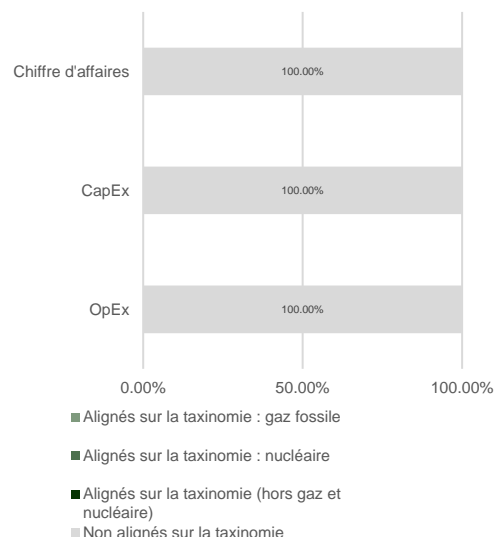 Chiffre d'affaires
100.00%
CapEx
100.00%
OpEx
100.00%
0.00%
50.00%
100.00%
Alignés sur la taxinomie : gaz fossile
Alignés sur la taxinomie : nucléaire
Alignés sur la taxinomie (hors gaz et
nucléaire)
Non alignés sur la taxinomie